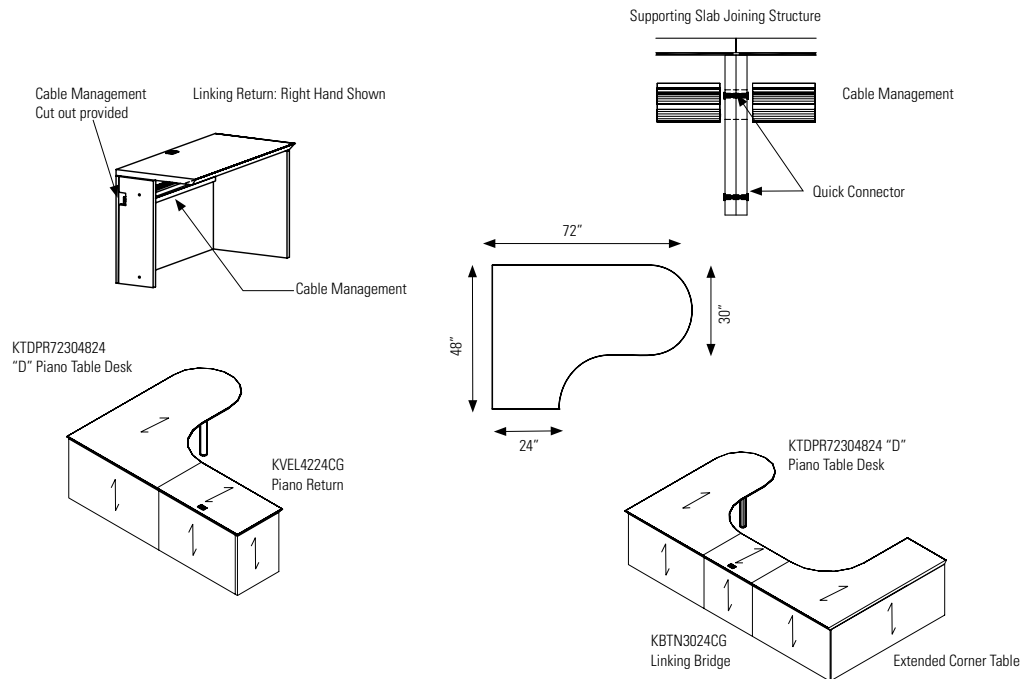 Supporting Slab Joining Structure
Cable Management
Cut out provided
Linking Return: Right Hand Shown
Cable Management
Quick Connector
Cable Management
72”
48”
30”
24”
KTDPR72304824
“D” Piano Table Desk
KVEL4224CG
Piano Return
KTDPR72304824 “D”
Piano Table Desk
KBTN3024CG
Linking Bridge
Extended Corner Table